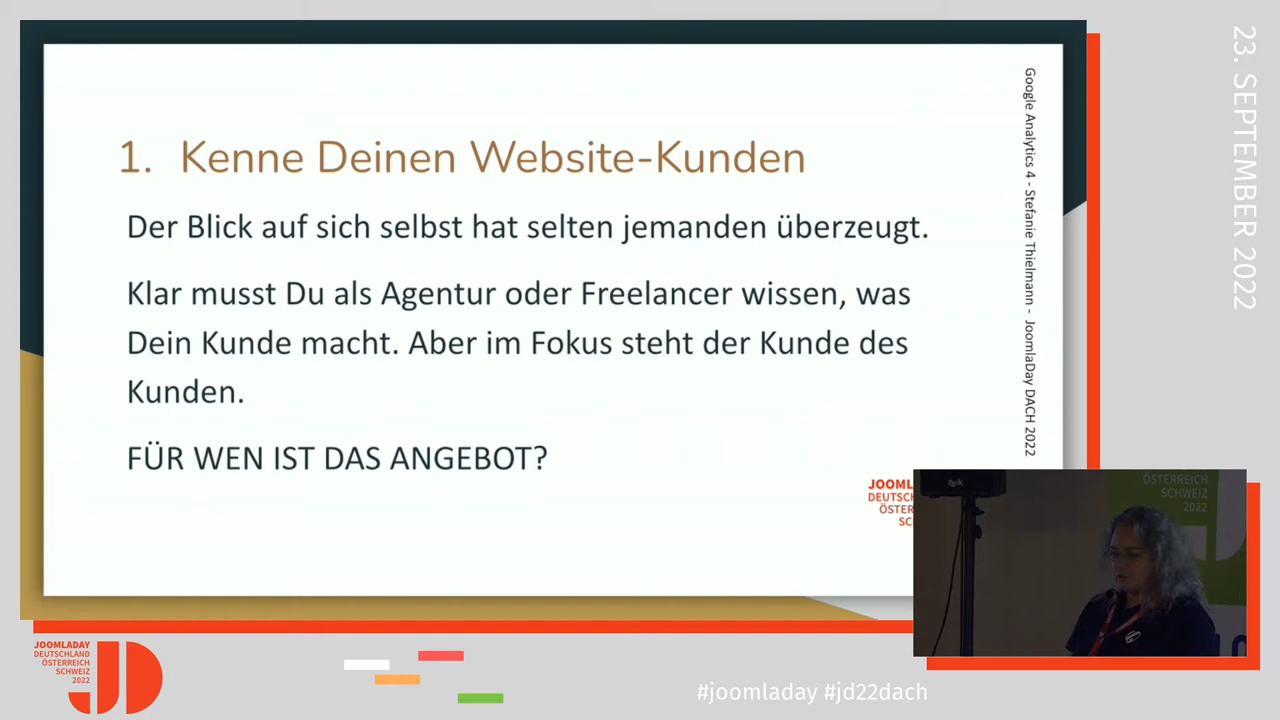 1. Kenne Deinen Website-Kunden
Der Blick auf sich selbst hat selten jemanden überzeugt.
Klar musst Du als Agentur oder Freelancer wissen, was
Dein Kunde macht. Aber im Fokus steht der Kunde des
Kunden.
FÜR WEN IST DAS ANGEBOT?
Google Analytics 4 - Stefanie Thielmann - JoomlaDay DACH 2022
23. SEPTEMBER 2022
ÖSTERREICH
SCHWEIZ
2022
JOOMLADAY
DEUTSCHLAND
ÖSTERREICH
SCHWEIZ
2022
JD
#joomladay #jd22dach